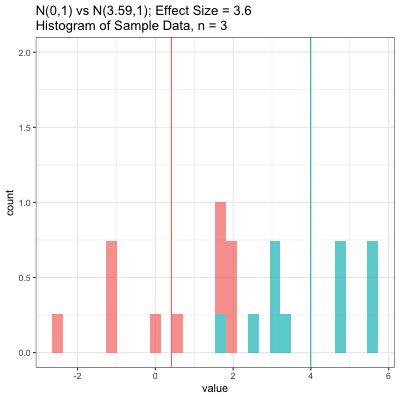 N(0,1) vs N(3.59,1); Effect Size = 3.6
Histogram of Sample Data, n = 3
2.0
1.5
1.0
0.5
0.0
count
-2
0
2
4
6
value